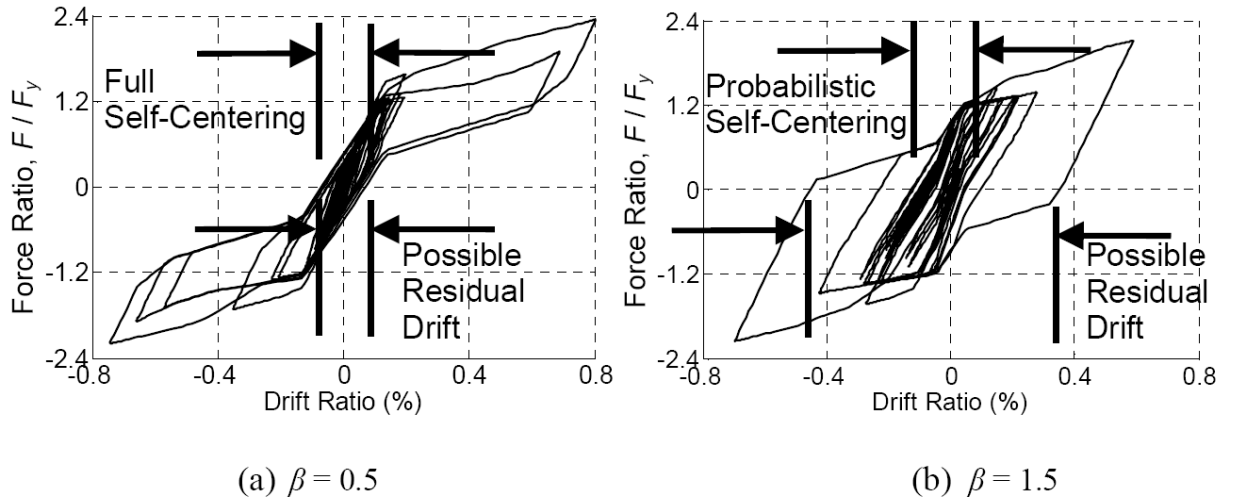 2.4
1.2
0
-1.2
-2.4
Force Ratio, F / Fy
Full
Self-Centering
Possible
Residual
Drift
-0.8
-0.4
0
0.4
0.8
Drift Ratio (%)
(a) β = 0.5
2.4
1.2
0
-1.2
-2.4
Force Ratio, F / Fy
Probabilistic
Self-Centering
Possible
Residual
Drift
-0.8
-0.4
0
0.4
0.8
Drift Ratio (%)
(b) β = 1.5